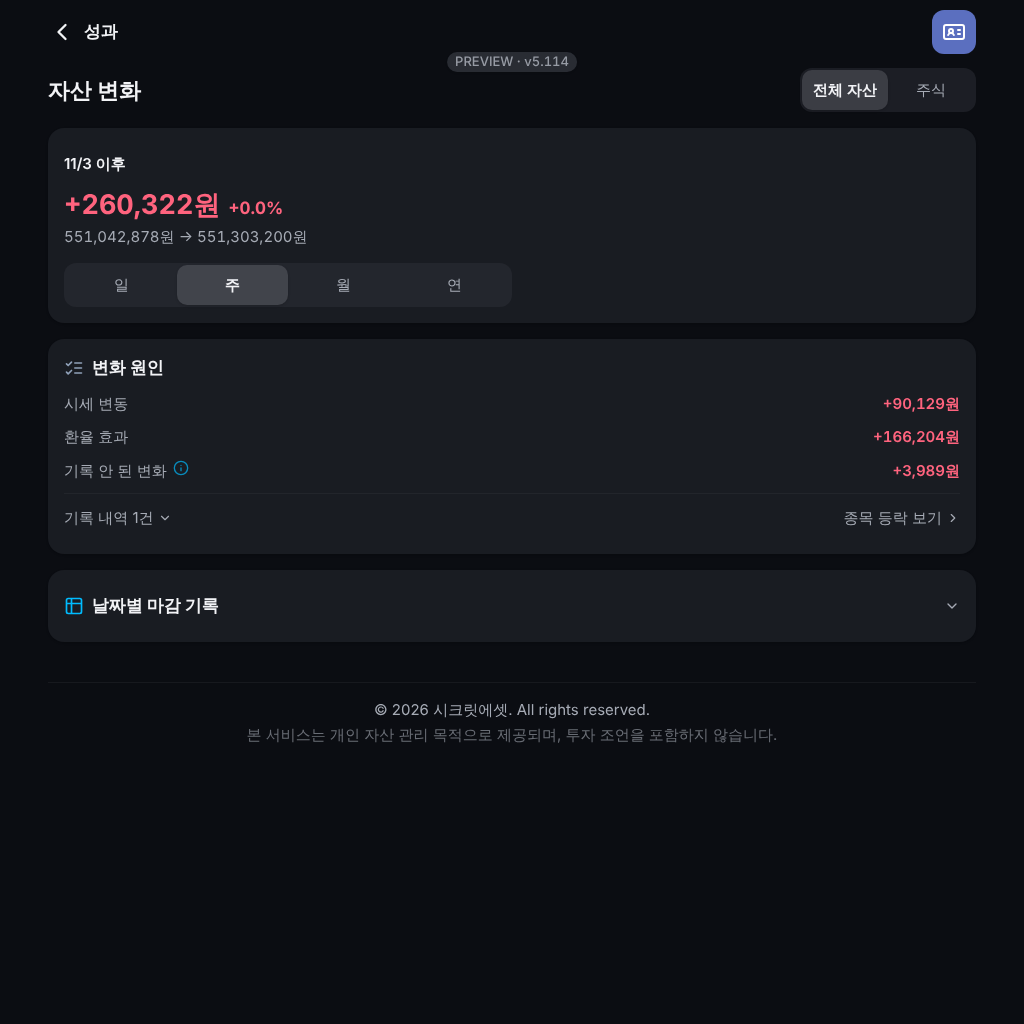 성과
PREVIEW · v5.114
자산 변화
전체 자산 주식
11/3 이후
+260,322원 +0.0%
551,042,878원 → 551,303,200원
일 주 월 연
변화 원인
시세 변동 +90,129원
환율 효과 +166,204원
기록 안 된 변화 +3,989원
기록 내역 1건 종목 등락 보기
날짜별 마감 기록
© 2026 시크릿에셋. All rights reserved.
본 서비스는 개인 자산 관리 목적으로 제공되며, 투자 조언을 포함하지 않습니다.